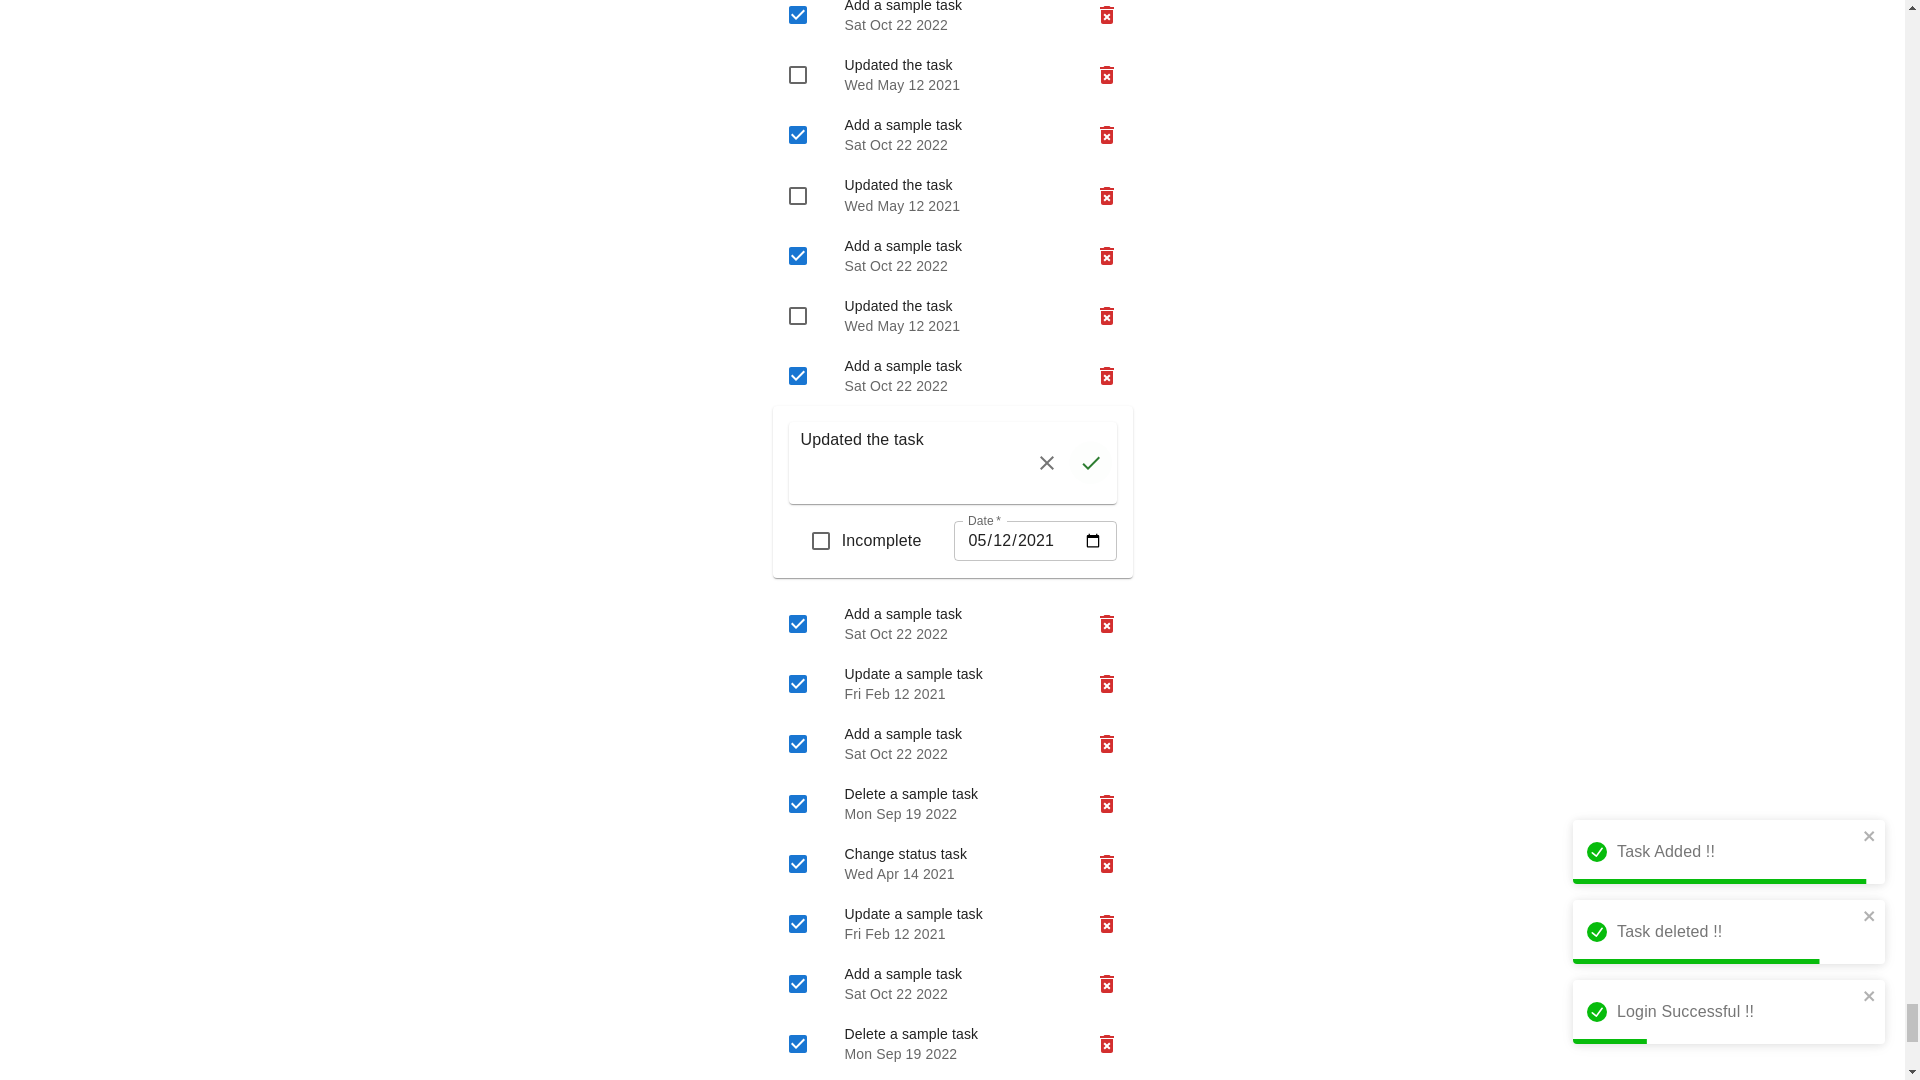 Add a sample task
Sat Oct 22 2022
Updated the task
Wed May 12 2021
Add a sample task
Sat Oct 22 2022
Updated the task
Wed May 12 2021
Add a sample task
Sat Oct 22 2022
Updated the task
Wed May 12 2021
Add a sample task
Sat Oct 22 2022
Updated the task
Incomplete
Date *
05/12/2021
Add a sample task
Sat Oct 22 2022
Update a sample task
Fri Feb 12 2021
Add a sample task
Sat Oct 22 2022
Delete a sample task
Mon Sep 19 2022
Change status task
Wed Apr 14 2021
Update a sample task
Fri Feb 12 2021
Add a sample task
Sat Oct 22 2022
Delete a sample task
Mon Sep 19 2022
Task Added !!
Task deleted !!
Login Successful !!